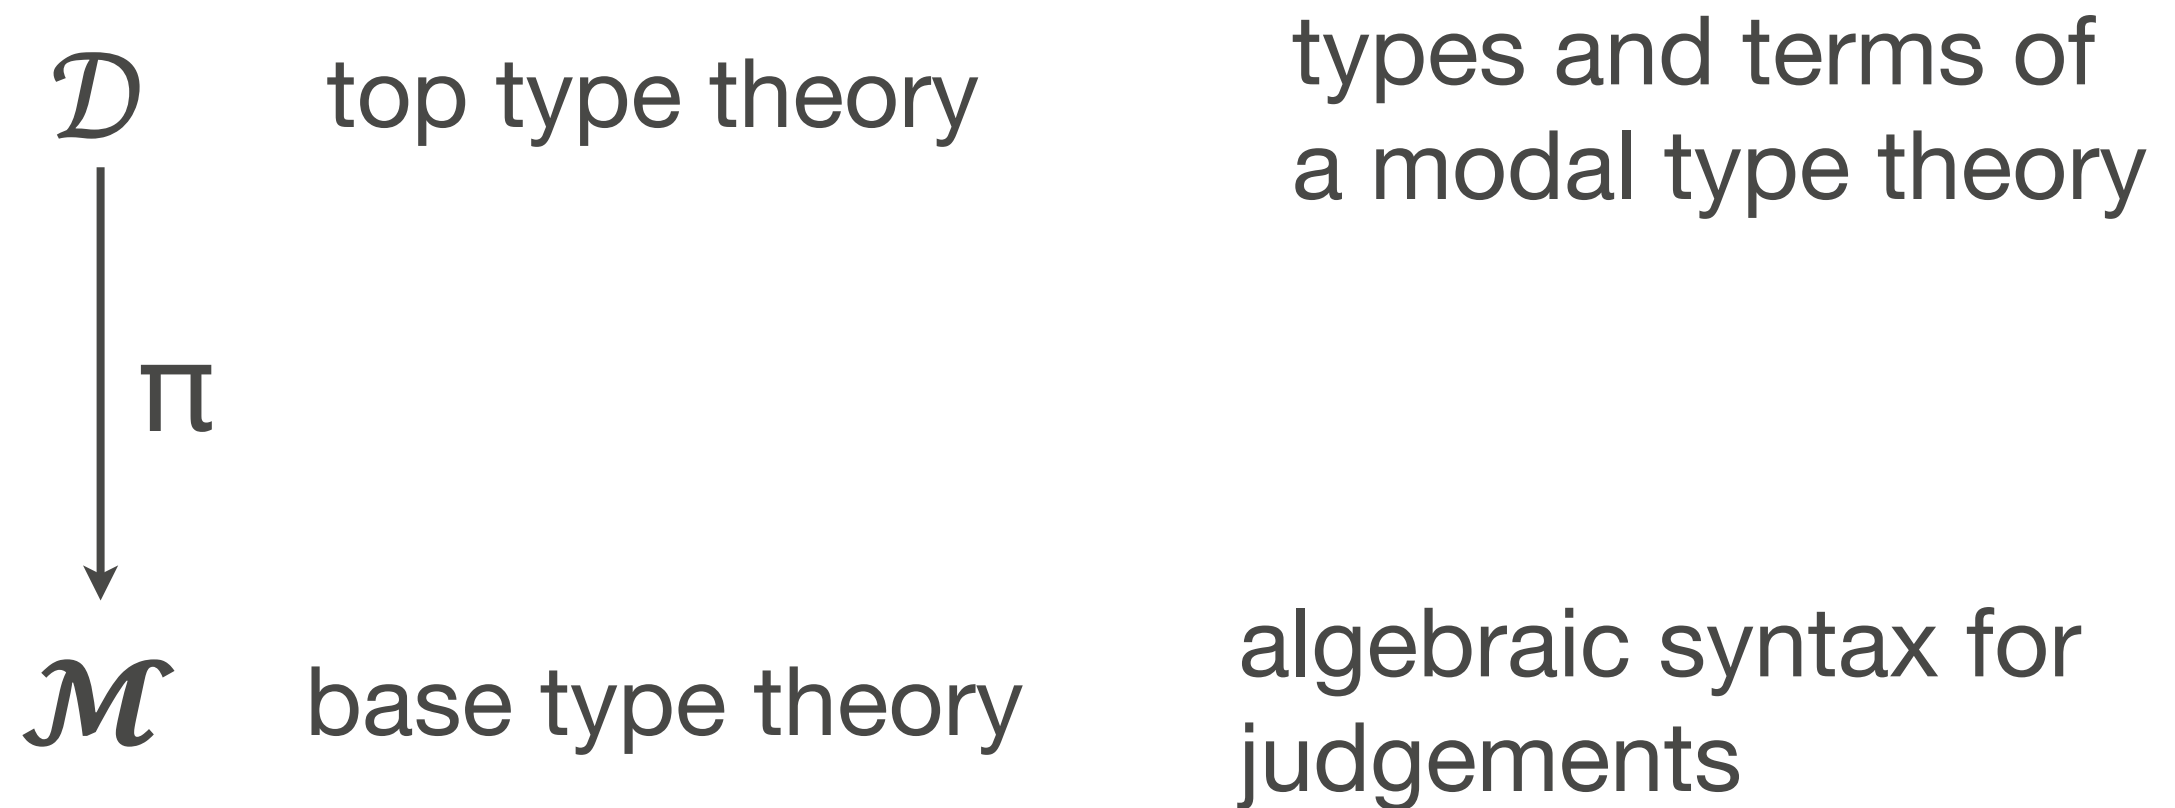 𝒟 top type theory types and terms of
a modal type theory
π
ℳ base type theory algebraic syntax for
judgements